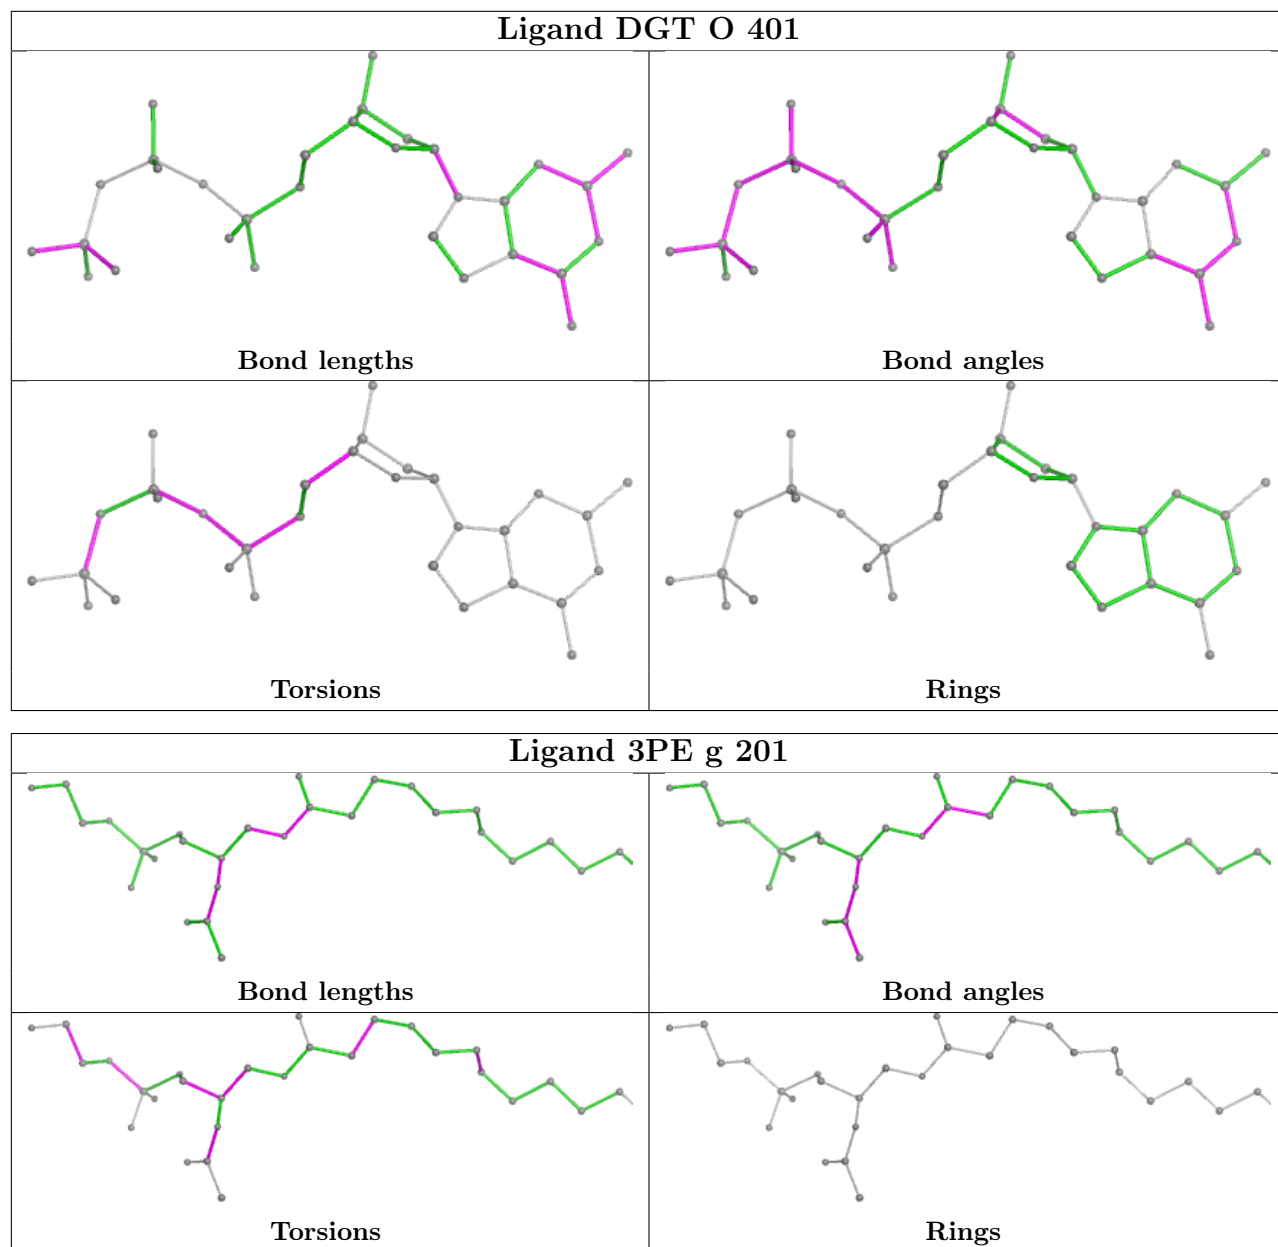 Ligand DGT O 401
Bond lengths
Bond angles
Torsions
Rings
Ligand 3PE g 201
Bond lengths
Bond angles
Torsions
Rings